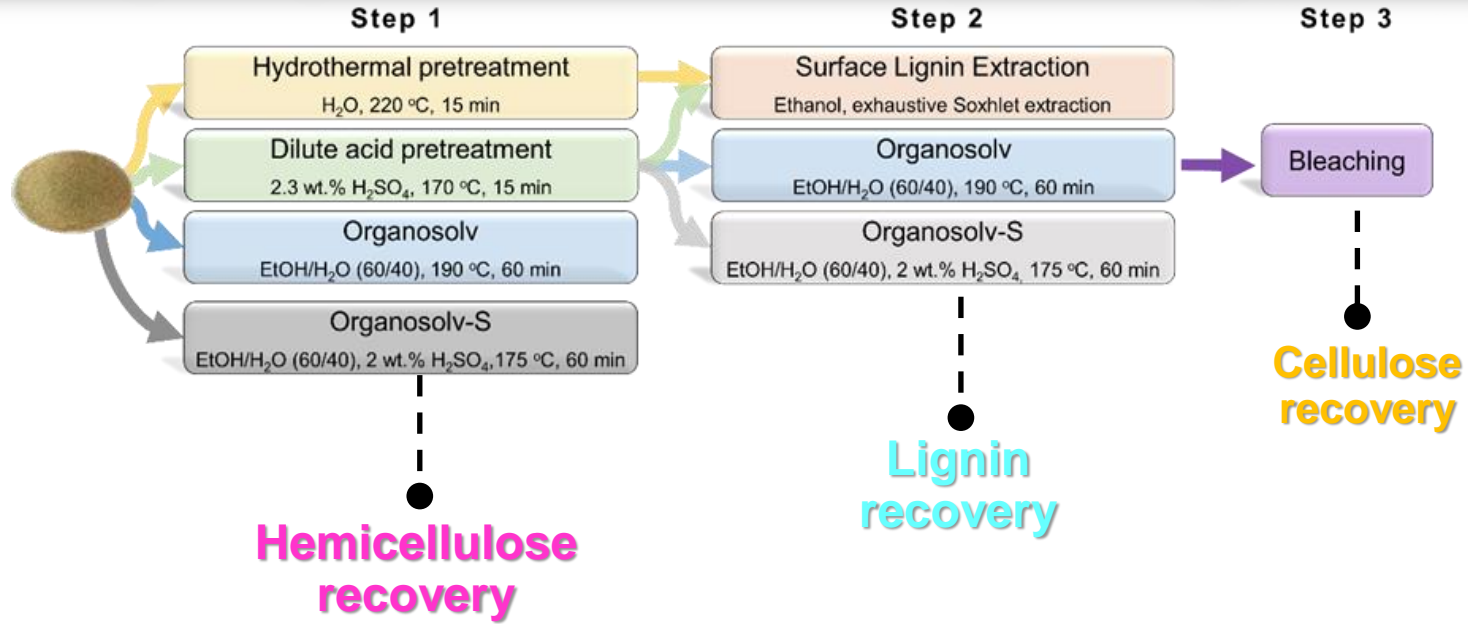 Step 1
Step 2
Step 3
Hydrothermal pretreatment
H₂O, 220 °C, 15 min
Dilute acid pretreatment
2.3 wt.% H₂SO₄, 170 °C, 15 min
Organosolv
EtOH/H₂O (60/40), 190 °C, 60 min
Organosolv-S
EtOH/H₂O (60/40), 2 wt.% H₂SO₄,175 °C, 60 min
Hemicellulose
recovery
Surface Lignin Extraction
Ethanol, exhaustive Soxhlet extraction
Organosolv
EtOH/H₂O (60/40), 190 °C, 60 min
Organosolv-S
EtOH/H₂O (60/40), 2 wt.% H₂SO₄, 175 °C, 60 min
Lignin
recovery
Bleaching
Cellulose
recovery